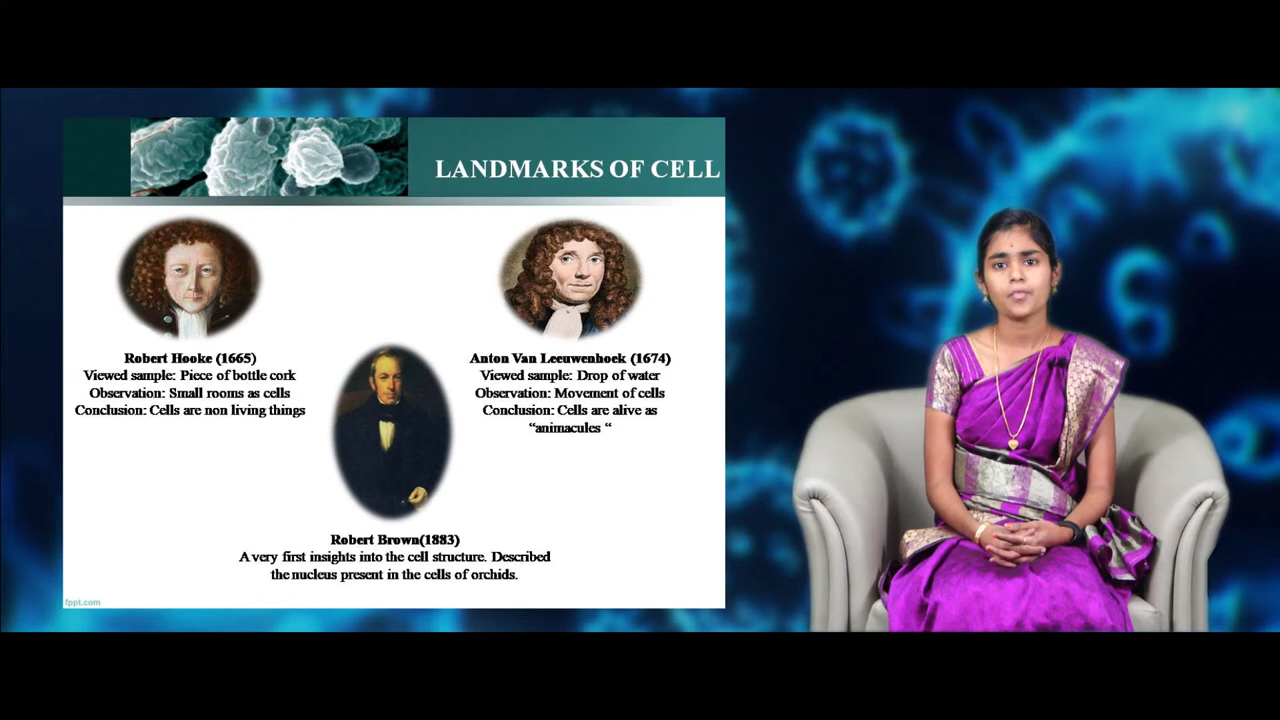 LANDMARKS OF CELL
Robert Hooke (1665)
Viewed sample: Piece of bottle cork
Observation: Small rooms as cells
Conclusion: Cells are non living things
Anton Van Leeuwenhoek (1674)
Viewed sample: Drop of water
Observation: Movement of cells
Conclusion: Cells are alive as
“animacules “
Robert Brown(1883)
A very first insights into the cell structure. Described
the nucleus present in the cells of orchids.
fppt.com